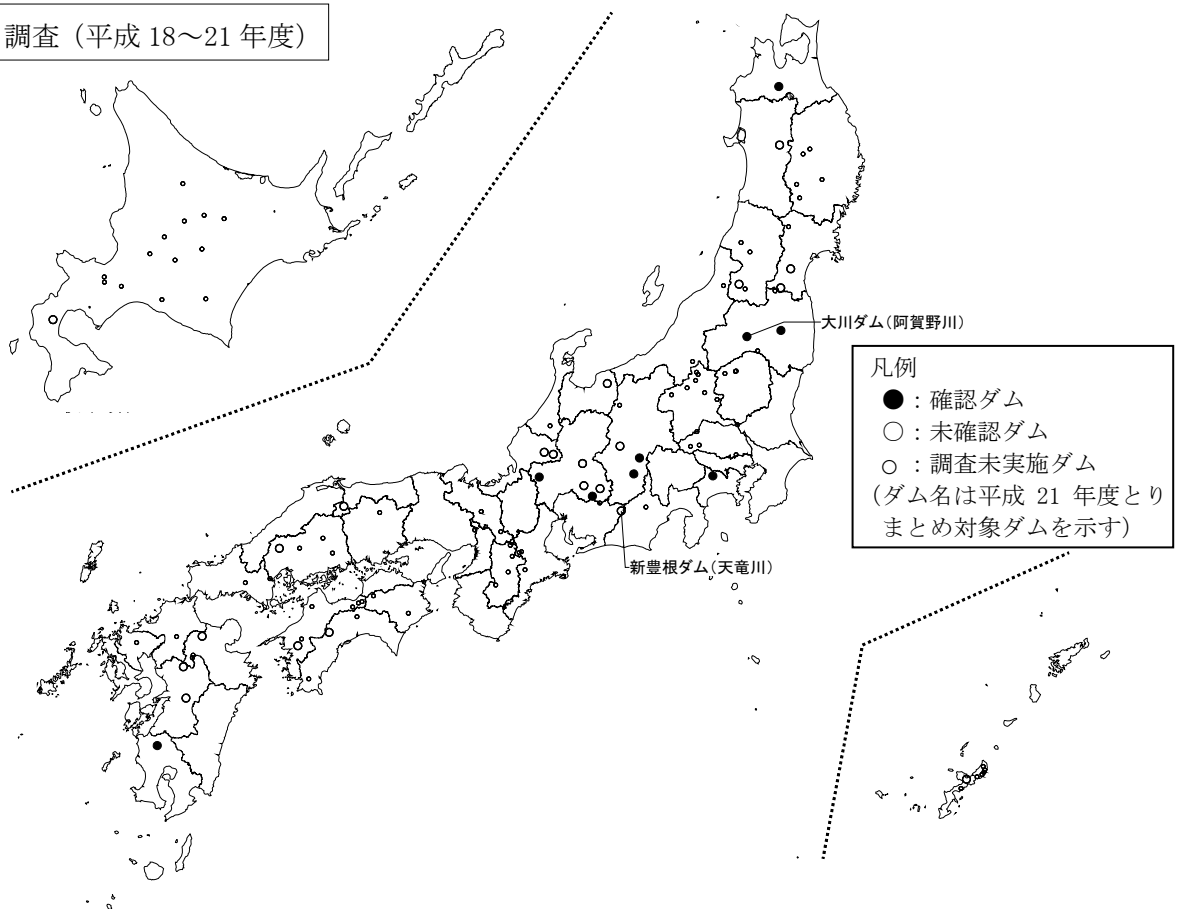 調査（平成 18～21 年度）
大川ダム（阿賀野川）
凡例
●：確認ダム
○：未確認ダム
○：調査未実施ダム
(ダム名は平成 21 年度とり
まとめ対象ダムを示す)
新豊根ダム（天竜川）